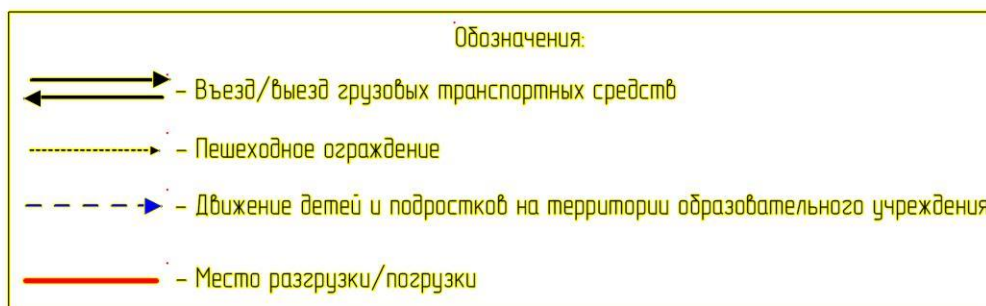 Обозначения:
– Въезд/выезд грузовых транспортных средств
– Пешеходное ограждение
– Движение детей и подростков на территории образовательного учреждения
– Место разгрузки/погрузки